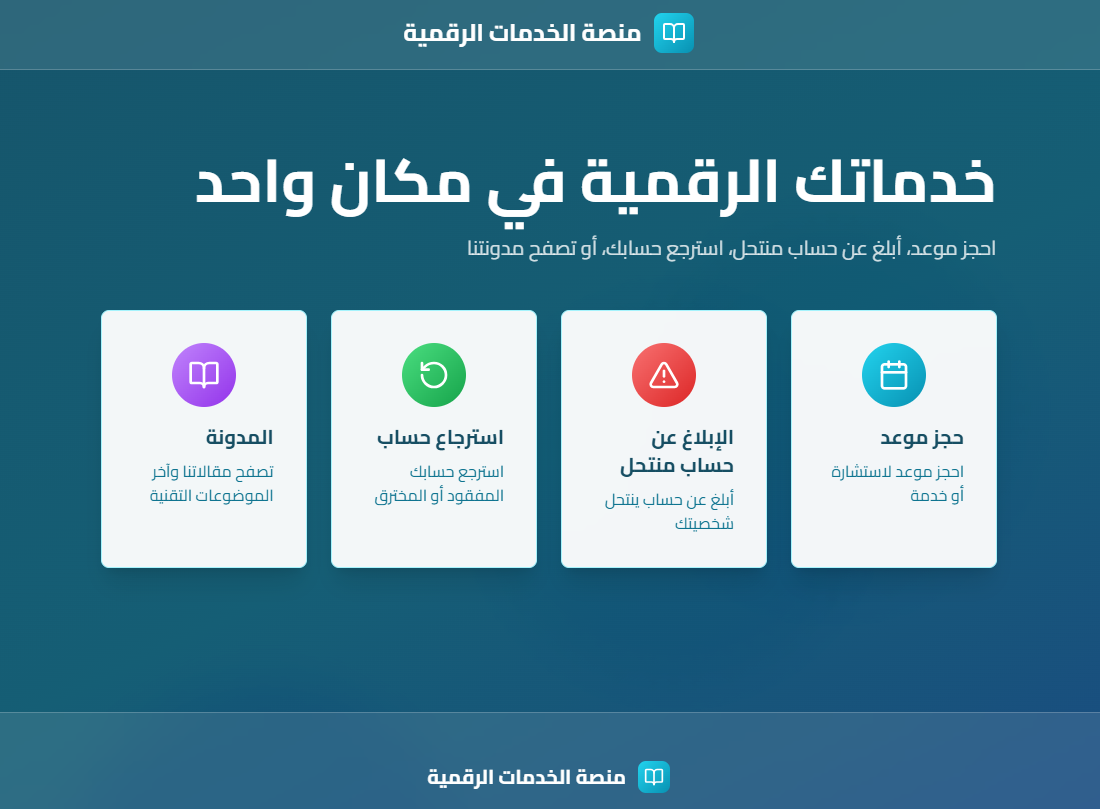 منصة الخدمات الرقمية
خدماتك الرقمية في مكان واحد
احجز موعد، أبلغ عن حساب منتحل، استرجع حسابك، أو تصفح مدونتنا
حجز موعد
احجز موعد لاستشارة
أو خدمة
الإبلاغ عن
حساب منتحل
أبلغ عن حساب ينتحل
شخصيتك
استرجاع حساب
استرجع حسابك
المفقود أو المخترق
المدونة
تصفح مقالاتنا وآخر
الموضوعات التقنية
منصة الخدمات الرقمية